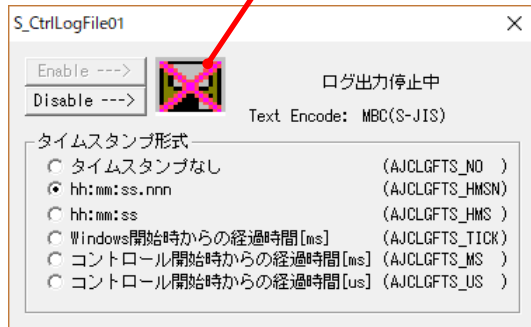 S_CtrlLogFile01
Enable --->
Disable --->
ログ出力停止中
Text Encode: MBC(S-JIS)
タイムスタンプ形式
タイムスタンプなし (AJCLGFTS_NO )
hh:mm:ss.nnn (AJCLGFTS_HMSN)
hh:mm:ss (AJCLGFTS_HMS )
Windows開始時からの経過時間[ms] (AJCLGFTS_TICK)
コントロール開始時からの経過時間[ms] (AJCLGFTS_MS )
コントロール開始時からの経過時間[us] (AJCLGFTS_US )